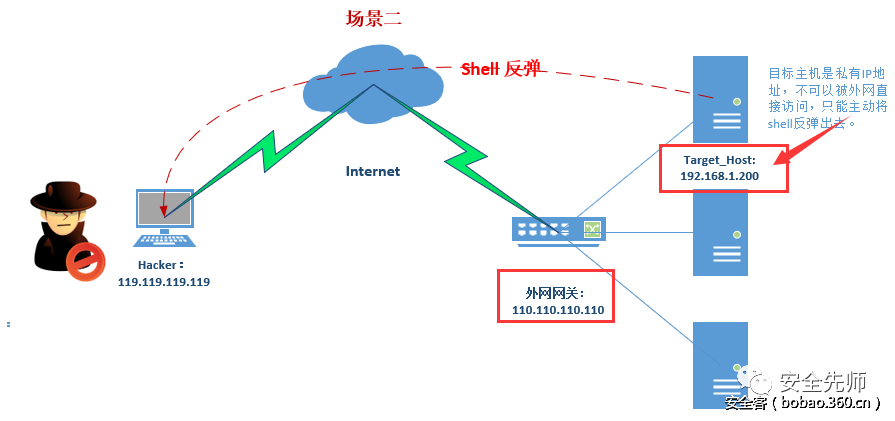 场景二
Shell 反弹
目标主机是私有IP地
址，不可以被外网直
接访问，只能主动将
shell反弹出去。
Target_Host:
192.168.1.200
Internet
Hacker：
119.119.119.119
外网网关：
110.110.110.110
安全先师
安全客（bobao.360.cn）